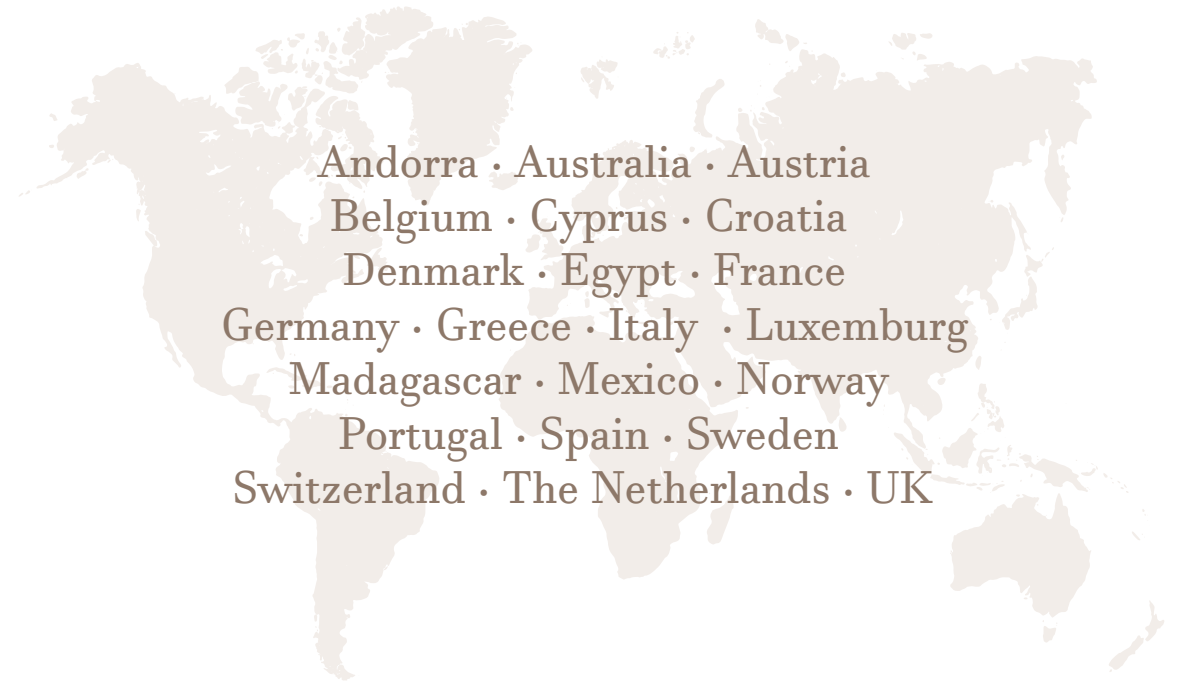 Andorra · Australia · Austria
Belgium · Cyprus · Croatia
Denmark · Egypt · France
Germany · Greece · Italy · Luxemburg
Madagascar · Mexico · Norway
Portugal · Spain · Sweden
Switzerland · The Netherlands · UK